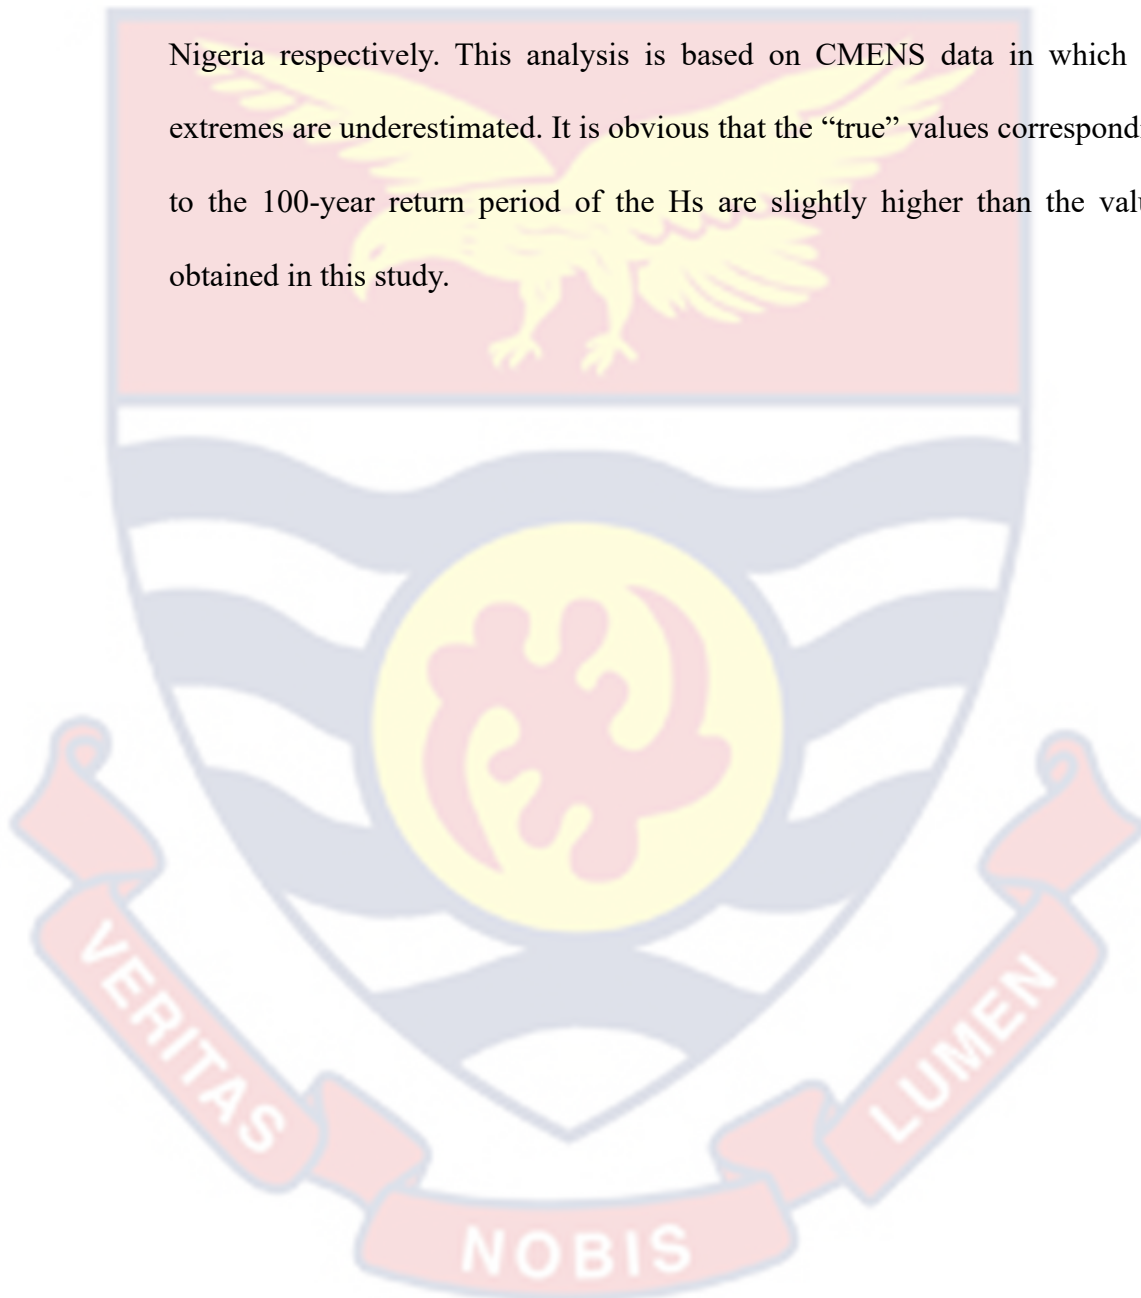 Nigeria respectively. This analysis is based on CMENS data in which
extremes are underestimated. It is obvious that the “true” values correspondi
to the 100-year return period of the Hs are slightly higher than the valu
obtained in this study.
VERITAS
NOBIS
LUMEN